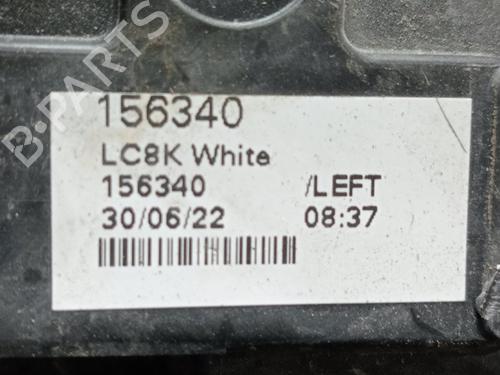 156340
LC8K White
156340 /LEFT
30/06/22 08:37
B-PARTS